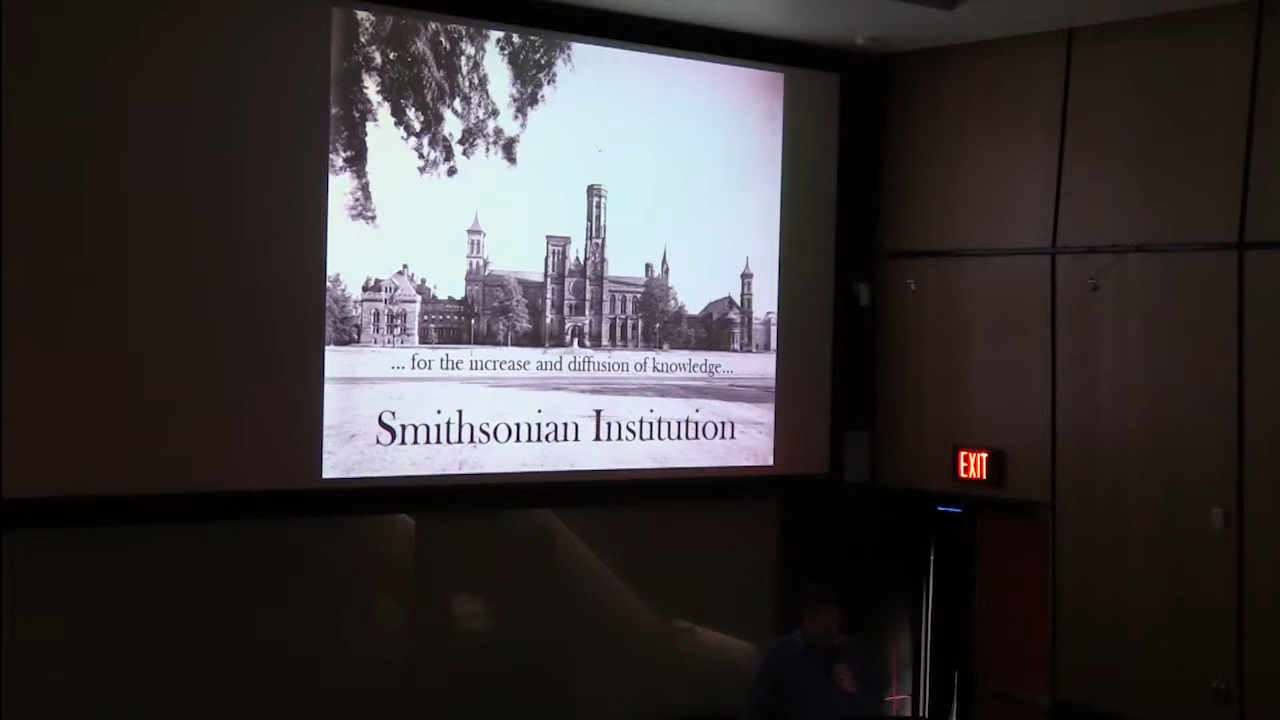 ... for the increase and diffusion of knowledge...
Smithsonian Institution
EXIT